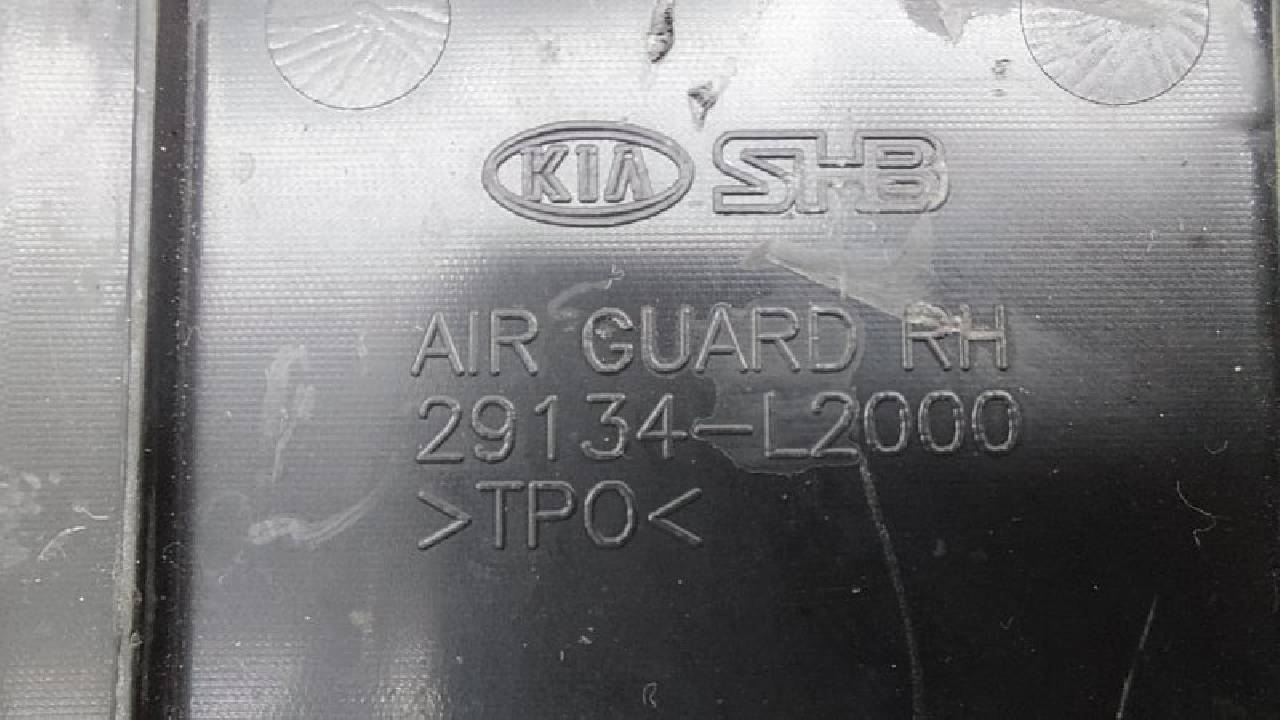 KIA SHB
AIR GUARD RH
29134-L2000
>TPO<